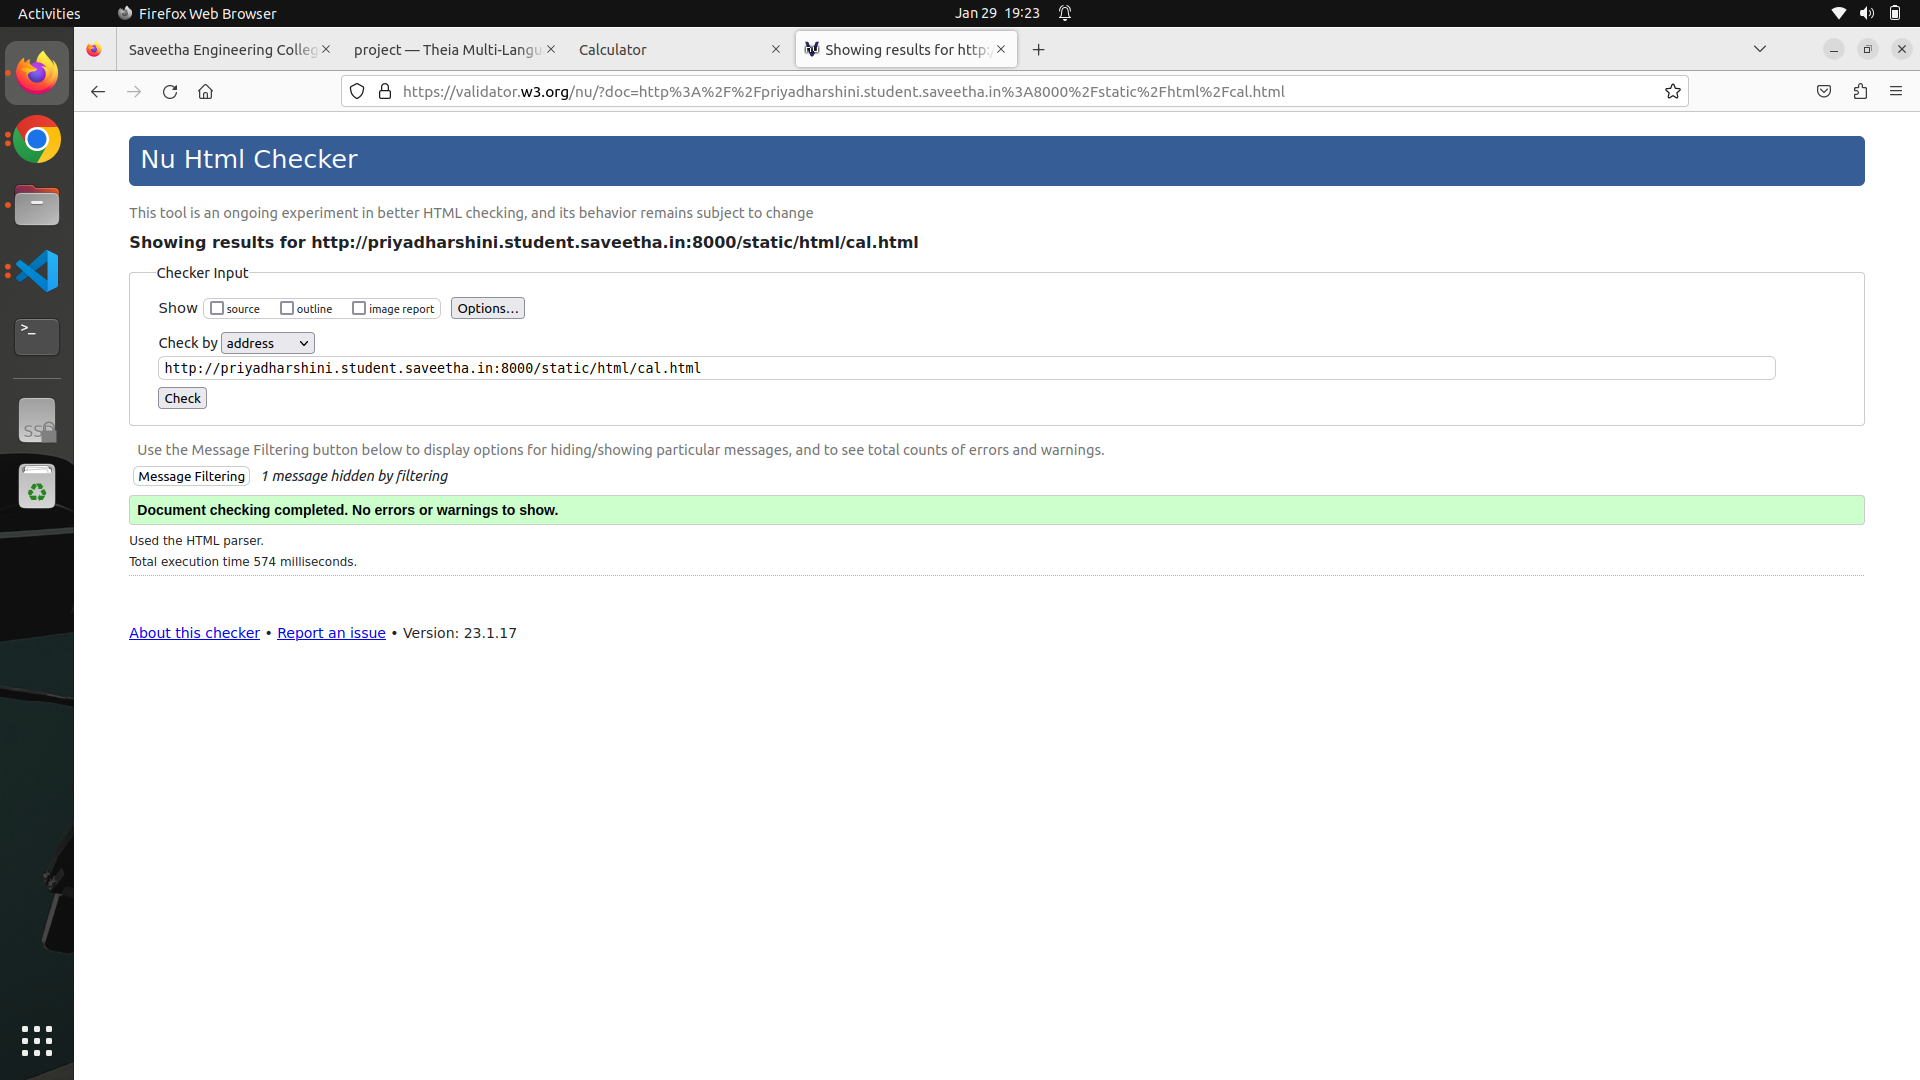 Activities Firefox Web Browser Jan 29 19:23
Saveetha Engineering Colleg project — Theia Multi-Langu Calculator Showing results for http:/
https://validator.w3.org/nu/?doc=http%3A%2F%2Fpriyadharshini.student.saveetha.in%3A8000%2Fstatic%2Fhtml%2Fcal.html
Nu Html Checker
This tool is an ongoing experiment in better HTML checking, and its behavior remains subject to change
Showing results for http://priyadharshini.student.saveetha.in:8000/static/html/cal.html
Checker Input
Show source outline image report Options...
Check by address
http://priyadharshini.student.saveetha.in:8000/static/html/cal.html
Check
Use the Message Filtering button below to display options for hiding/showing particular messages, and to see total counts of errors and warnings.
Message Filtering 1 message hidden by filtering
Document checking completed. No errors or warnings to show.
Used the HTML parser.
Total execution time 574 milliseconds.
About this checker • Report an issue • Version: 23.1.17